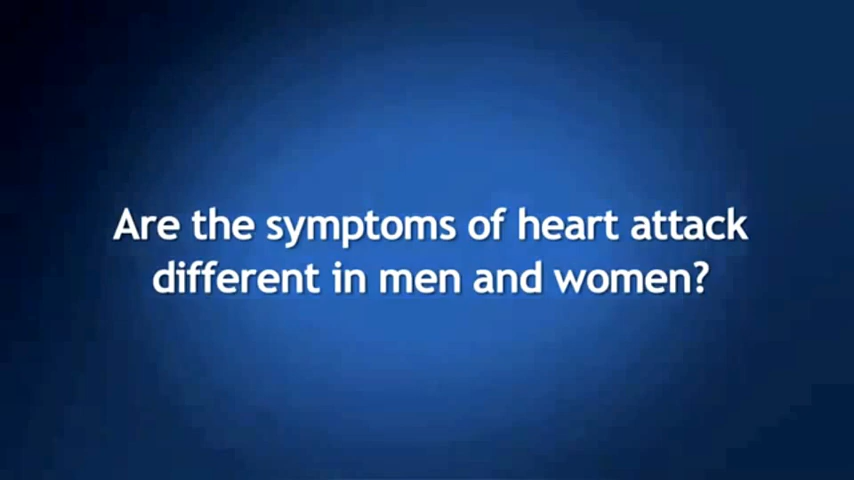 Are the symptoms of heart attack
different in men and women?